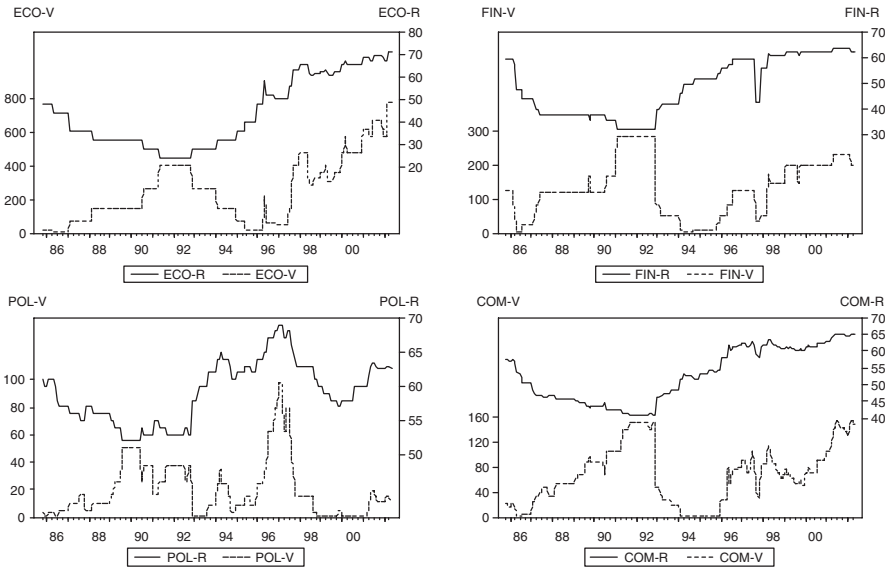 ECO-V ECO-R
80
70
60
800 50
600 40
400 30
200 20
0
86 88 90 92 94 96 98 00
ECO-R ECO-V
FIN-V FIN-R
70
60
50
40
300 30
200
100
0
86 88 90 92 94 96 98 00
FIN-R FIN-V
POL-V POL-R
70
65
100 60
80
60 55
40 50
20
0
86 88 90 92 94 96 98 00
POL-R POL-V
COM-V COM-R
70
65
60
55
50
45
160 40
120
80
40
0
86 88 90 92 94 96 98 00
COM-R COM-V